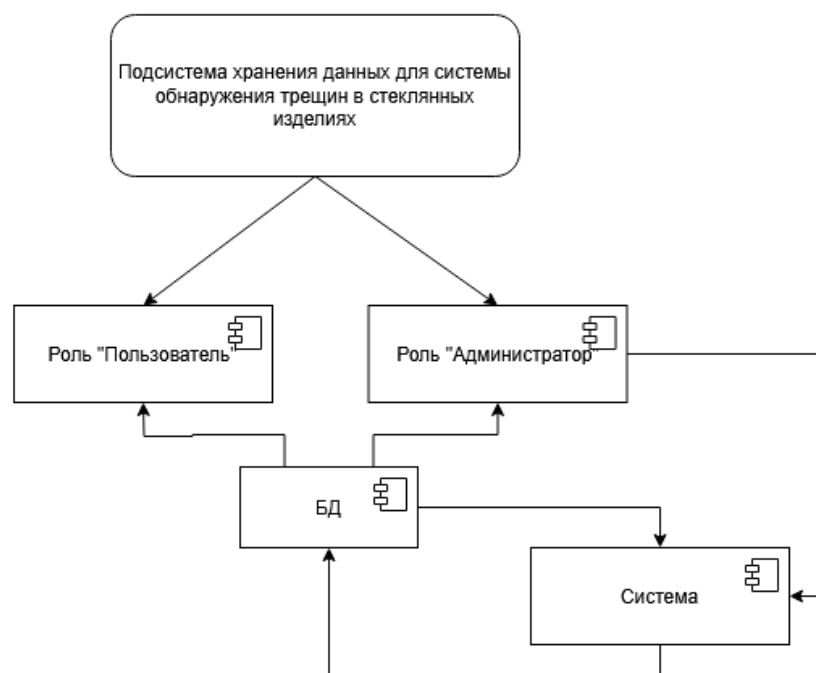 Подсистема хранения данных для системы
обнаружения трещин в стеклянных
изделиях
Роль "Пользователь"
Роль "Администратор"
БД
Система